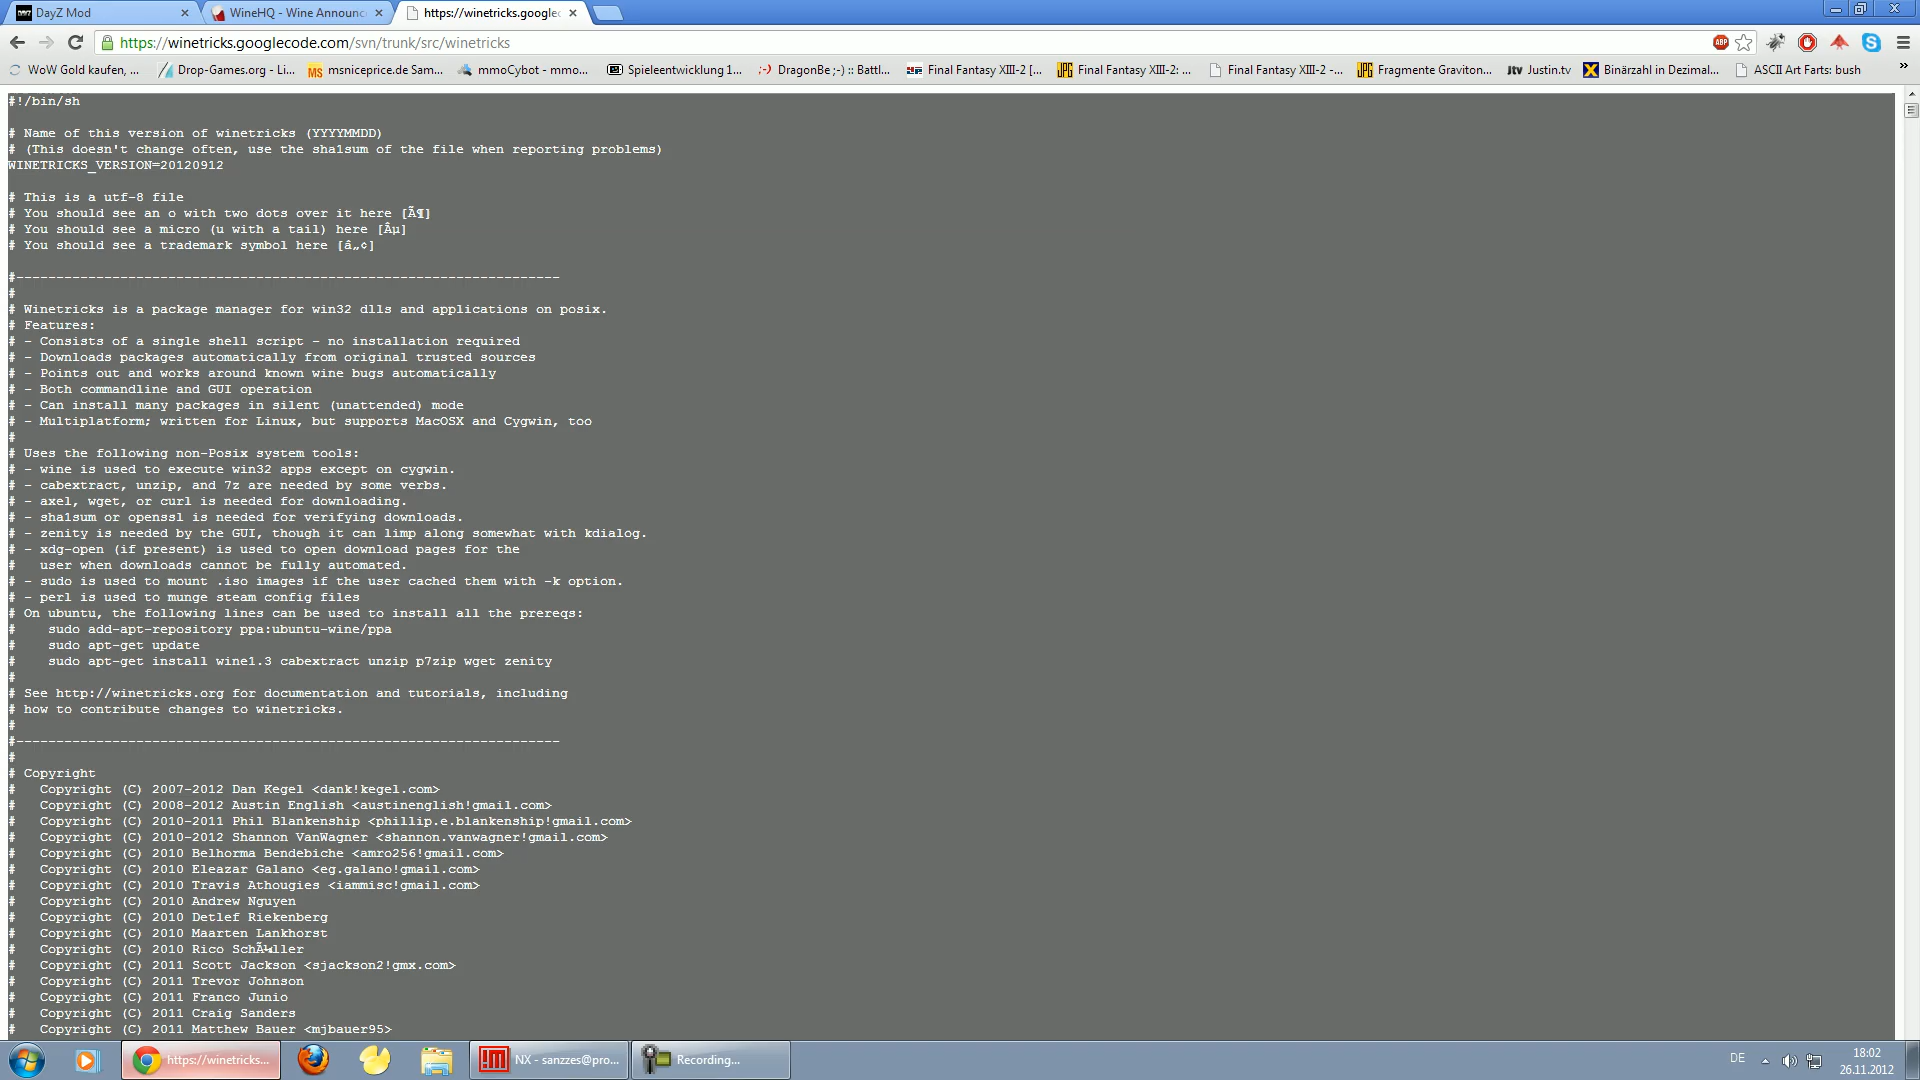 DayZ Mod
WineHQ - Wine Announc
https://winetricks.googlec
https://winetricks.googlecode.com/svn/trunk/src/winetricks
ABP
WoW Gold kaufen, ...
Drop-Games.org - Li...
msniceprice.de Sam...
mmoCybot - mmo...
Spieleentwicklung 1...
DragonBe ;-) :: Battl...
Final Fantasy XIII-2 [...
Final Fantasy XIII-2: ...
Final Fantasy XIII-2 -...
Fragmente Graviton...
Justin.tv
Binärzahl in Dezimal...
ASCII Art Farts: bush
»
#!/bin/sh
# Name of this version of winetricks (YYYYMMDD)
# (This doesn't change often, use the sha1sum of the file when reporting problems)
WINETRICKS_VERSION=20120912
# This is a utf-8 file
# You should see an o with two dots over it here [Ã¶]
# You should see a micro (u with a tail) here [Âµ]
# You should see a trademark symbol here [â„¢]
#--------------------------------------------------------------------
#
# Winetricks is a package manager for win32 dlls and applications on posix.
# Features:
# - Consists of a single shell script - no installation required
# - Downloads packages automatically from original trusted sources
# - Points out and works around known wine bugs automatically
# - Both commandline and GUI operation
# - Can install many packages in silent (unattended) mode
# - Multiplatform; written for Linux, but supports MacOSX and Cygwin, too
#
# Uses the following non-Posix system tools:
# - wine is used to execute win32 apps except on cygwin.
# - cabextract, unzip, and 7z are needed by some verbs.
# - axel, wget, or curl is needed for downloading.
# - sha1sum or openssl is needed for verifying downloads.
# - zenity is needed by the GUI, though it can limp along somewhat with kdialog.
# - xdg-open (if present) is used to open download pages for the
#   user when downloads cannot be fully automated.
# - sudo is used to mount .iso images if the user cached them with -k option.
# - perl is used to munge steam config files
# On ubuntu, the following lines can be used to install all the prereqs:
#    sudo add-apt-repository ppa:ubuntu-wine/ppa
#    sudo apt-get update
#    sudo apt-get install wine1.3 cabextract unzip p7zip wget zenity
#
# See http://winetricks.org for documentation and tutorials, including
# how to contribute changes to winetricks.
#
#--------------------------------------------------------------------
#
# Copyright
#   Copyright (C) 2007-2012 Dan Kegel <dank!kegel.com>
#   Copyright (C) 2008-2012 Austin English <austinenglish!gmail.com>
#   Copyright (C) 2010-2011 Phil Blankenship <phillip.e.blankenship!gmail.com>
#   Copyright (C) 2010-2012 Shannon VanWagner <shannon.vanwagner!gmail.com>
#   Copyright (C) 2010 Belhorma Bendebiche <amro256!gmail.com>
#   Copyright (C) 2010 Eleazar Galano <eg.galano!gmail.com>
#   Copyright (C) 2010 Travis Athougies <iammisc!gmail.com>
#   Copyright (C) 2010 Andrew Nguyen
#   Copyright (C) 2010 Detlef Riekenberg
#   Copyright (C) 2010 Maarten Lankhorst
#   Copyright (C) 2010 Rico SchÃ¼ller
#   Copyright (C) 2011 Scott Jackson <sjackson2!gmx.com>
#   Copyright (C) 2011 Trevor Johnson
#   Copyright (C) 2011 Franco Junio
#   Copyright (C) 2011 Craig Sanders
#   Copyright (C) 2011 Matthew Bauer <mjbauer95>
https://winetricks...
NX - sanzzes@pro...
Recording...
DE
18:02
26.11.2012